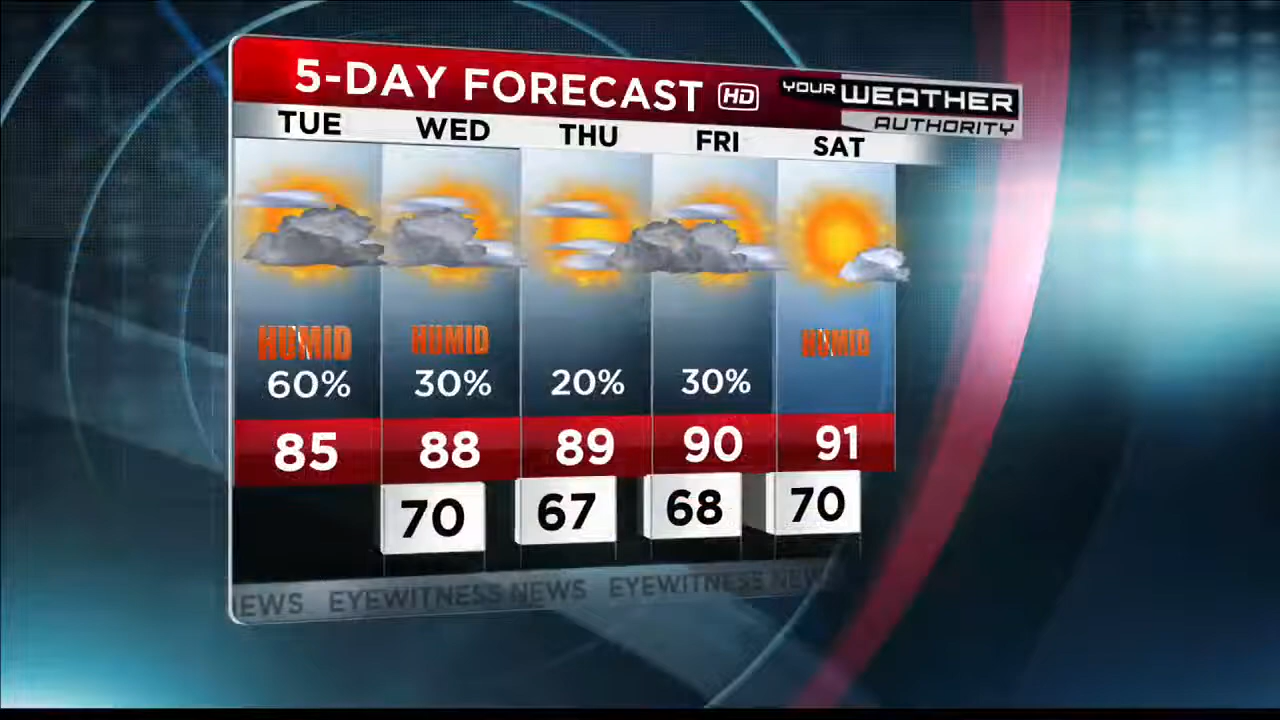 5-DAY FORECAST HD
YOUR WEATHER
AUTHORITY
TUE WED THU FRI SAT
HUMID HUMID HUMID
60% 30% 20% 30%
85 88 89 90 91
70 67 68 70
EWS EYEWITNESS NEWS EYEWITNESS NEW